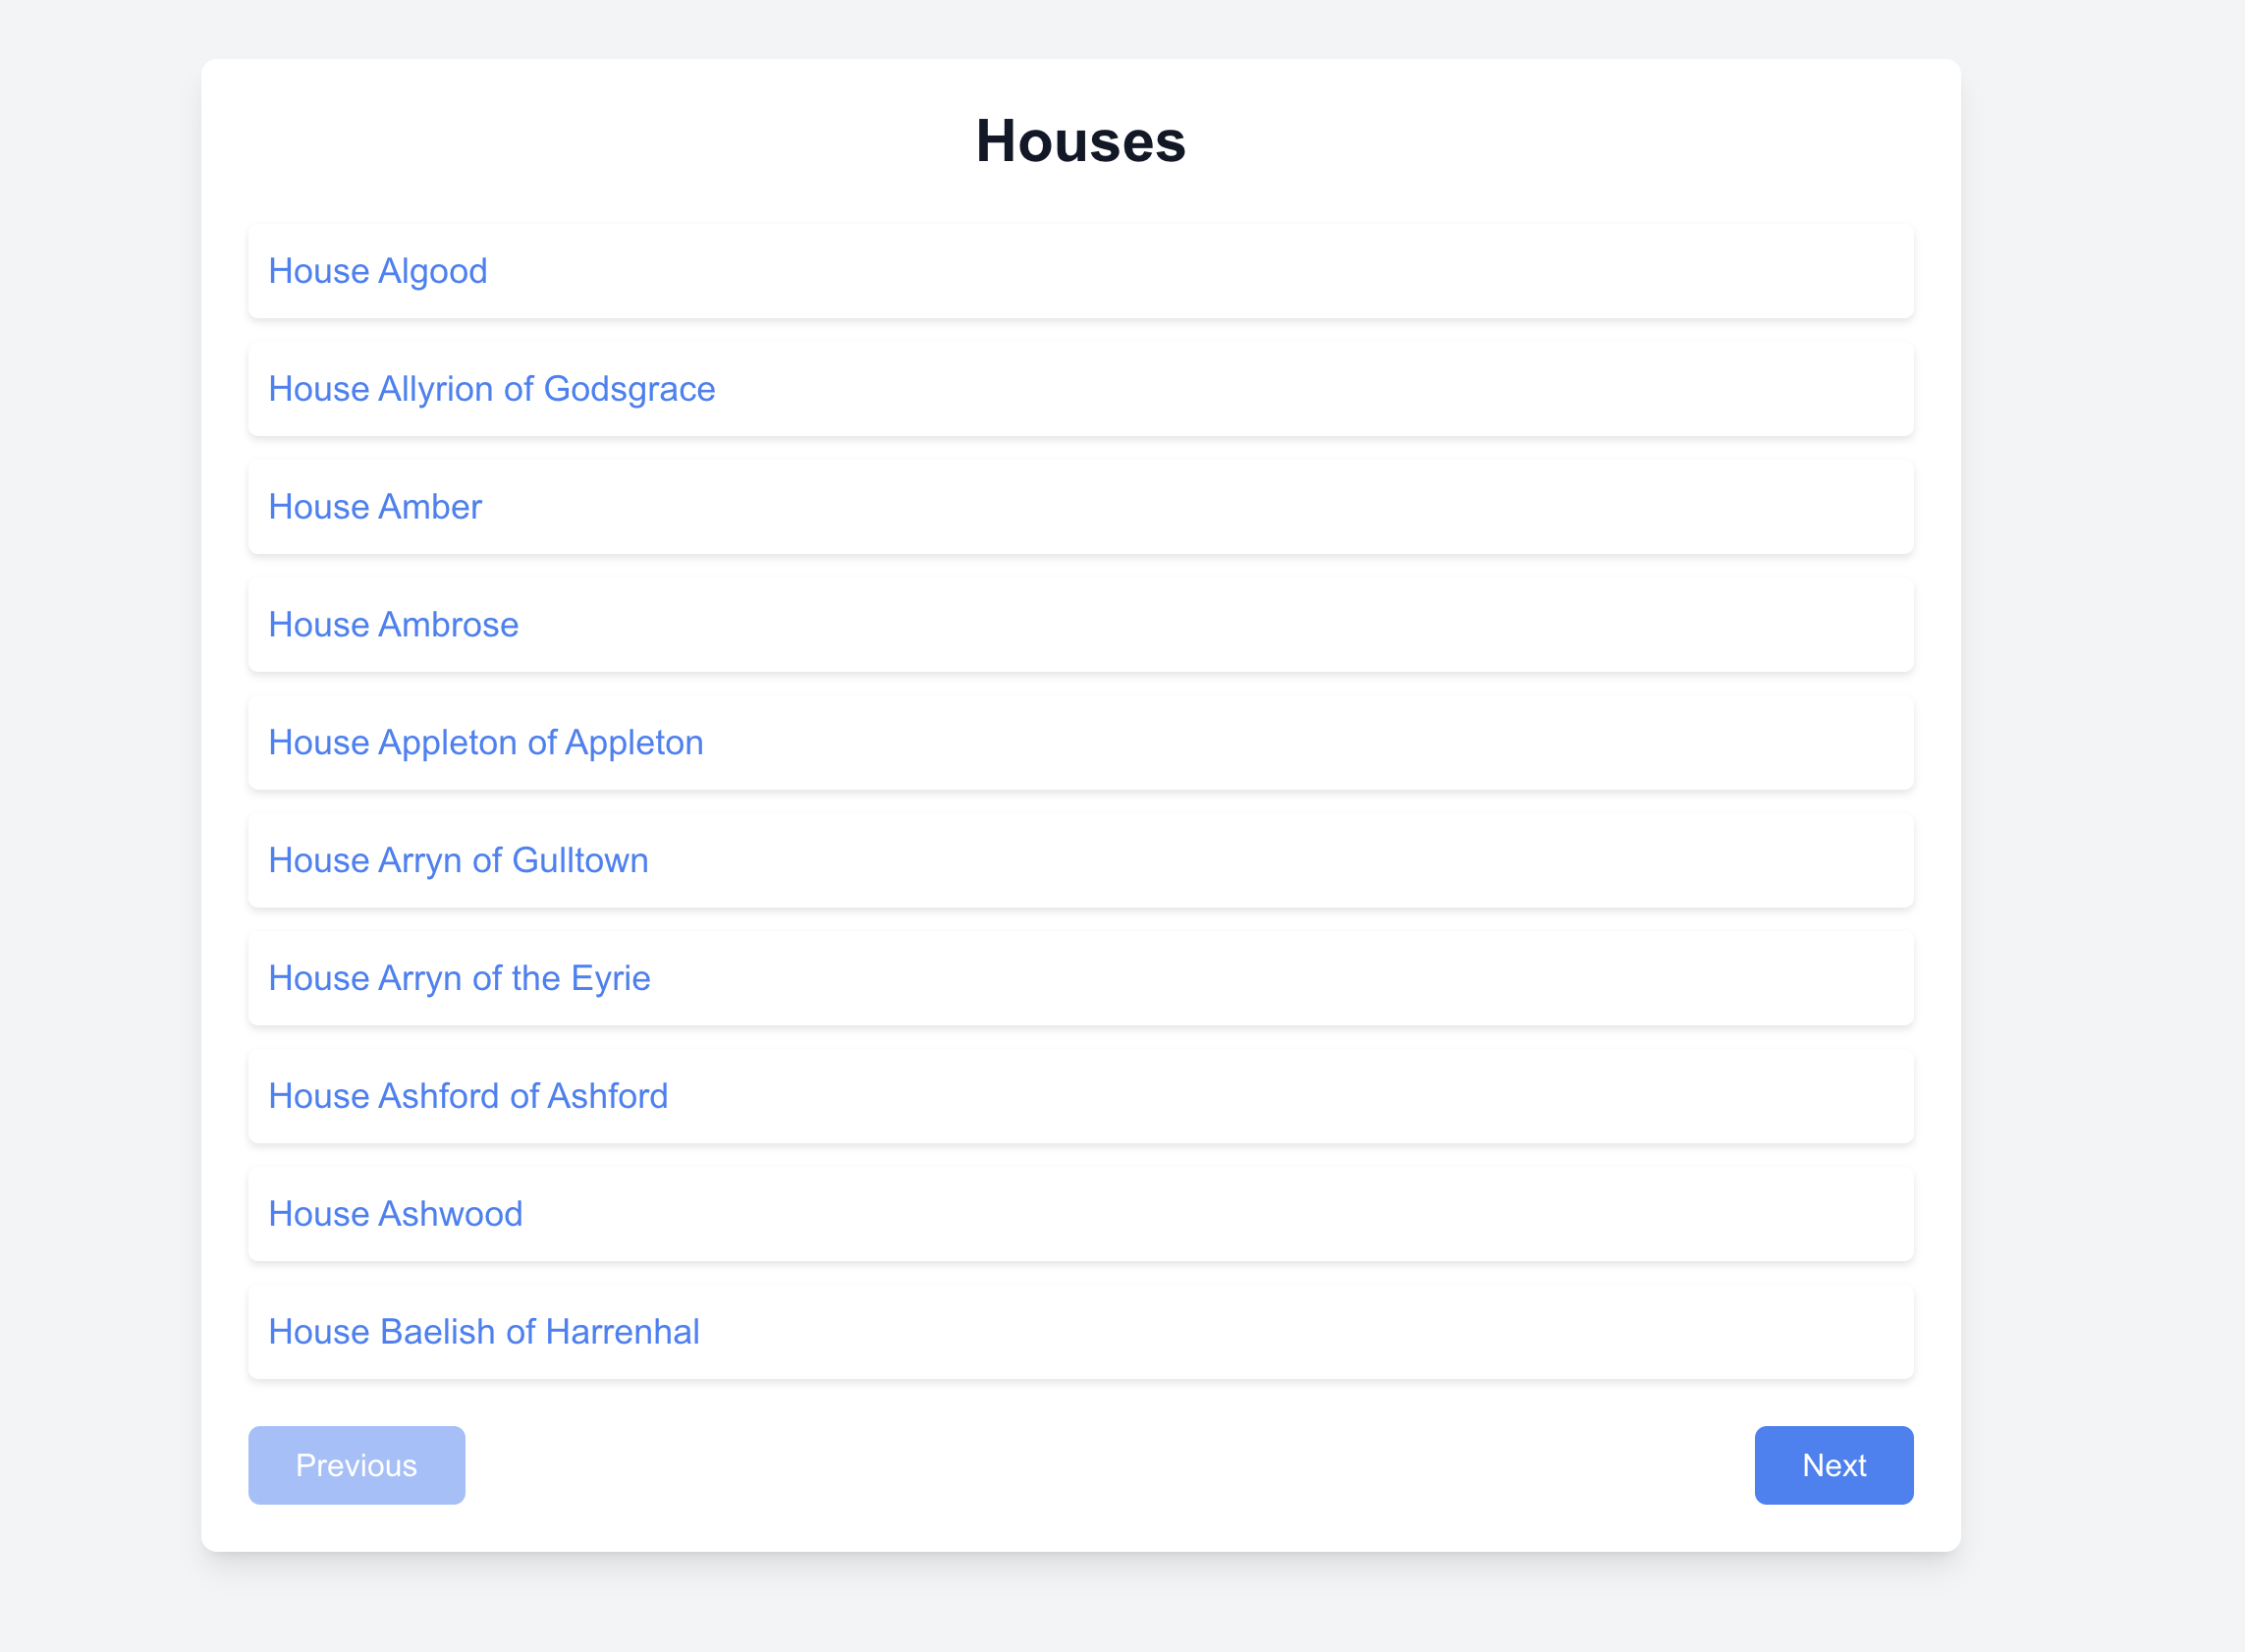 Houses
House Algood
House Allyrion of Godsgrace
House Amber
House Ambrose
House Appleton of Appleton
House Arryn of Gulltown
House Arryn of the Eyrie
House Ashford of Ashford
House Ashwood
House Baelish of Harrenhal
Previous
Next